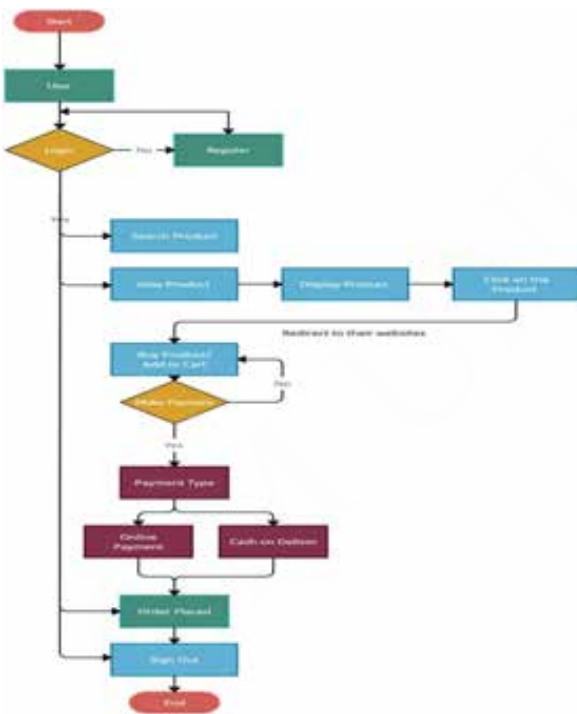 Start
User
Login
No
Register
Yes
Search Product
View Product
Display Product
Click on the
Product
Redirect to their websites
Buy Product/
Add to Cart
No
Make Payment
Yes
Payment Type
Online
Payment
Cash on Deliver
Order Placed
Sign Out
End